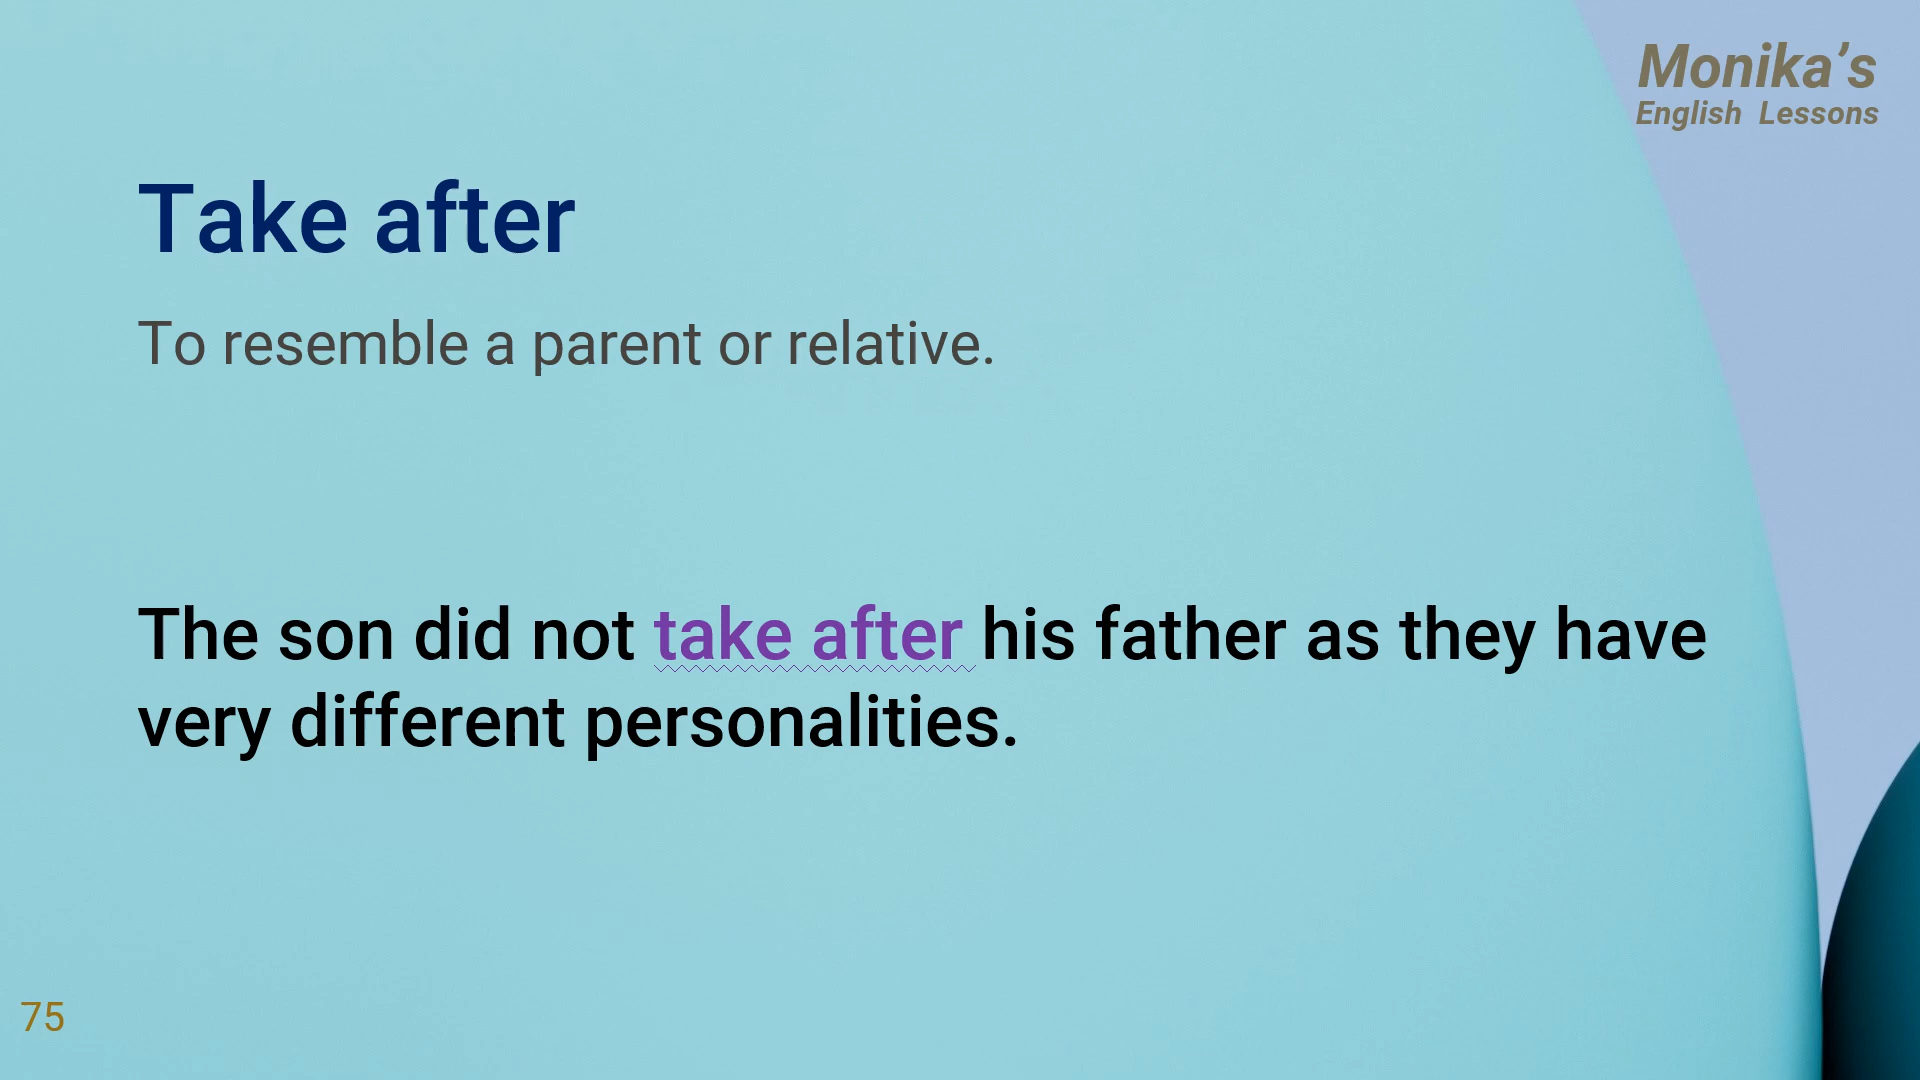 Monika’s
English Lessons
Take after
To resemble a parent or relative.
The son did not take after his father as they have
very different personalities.
75